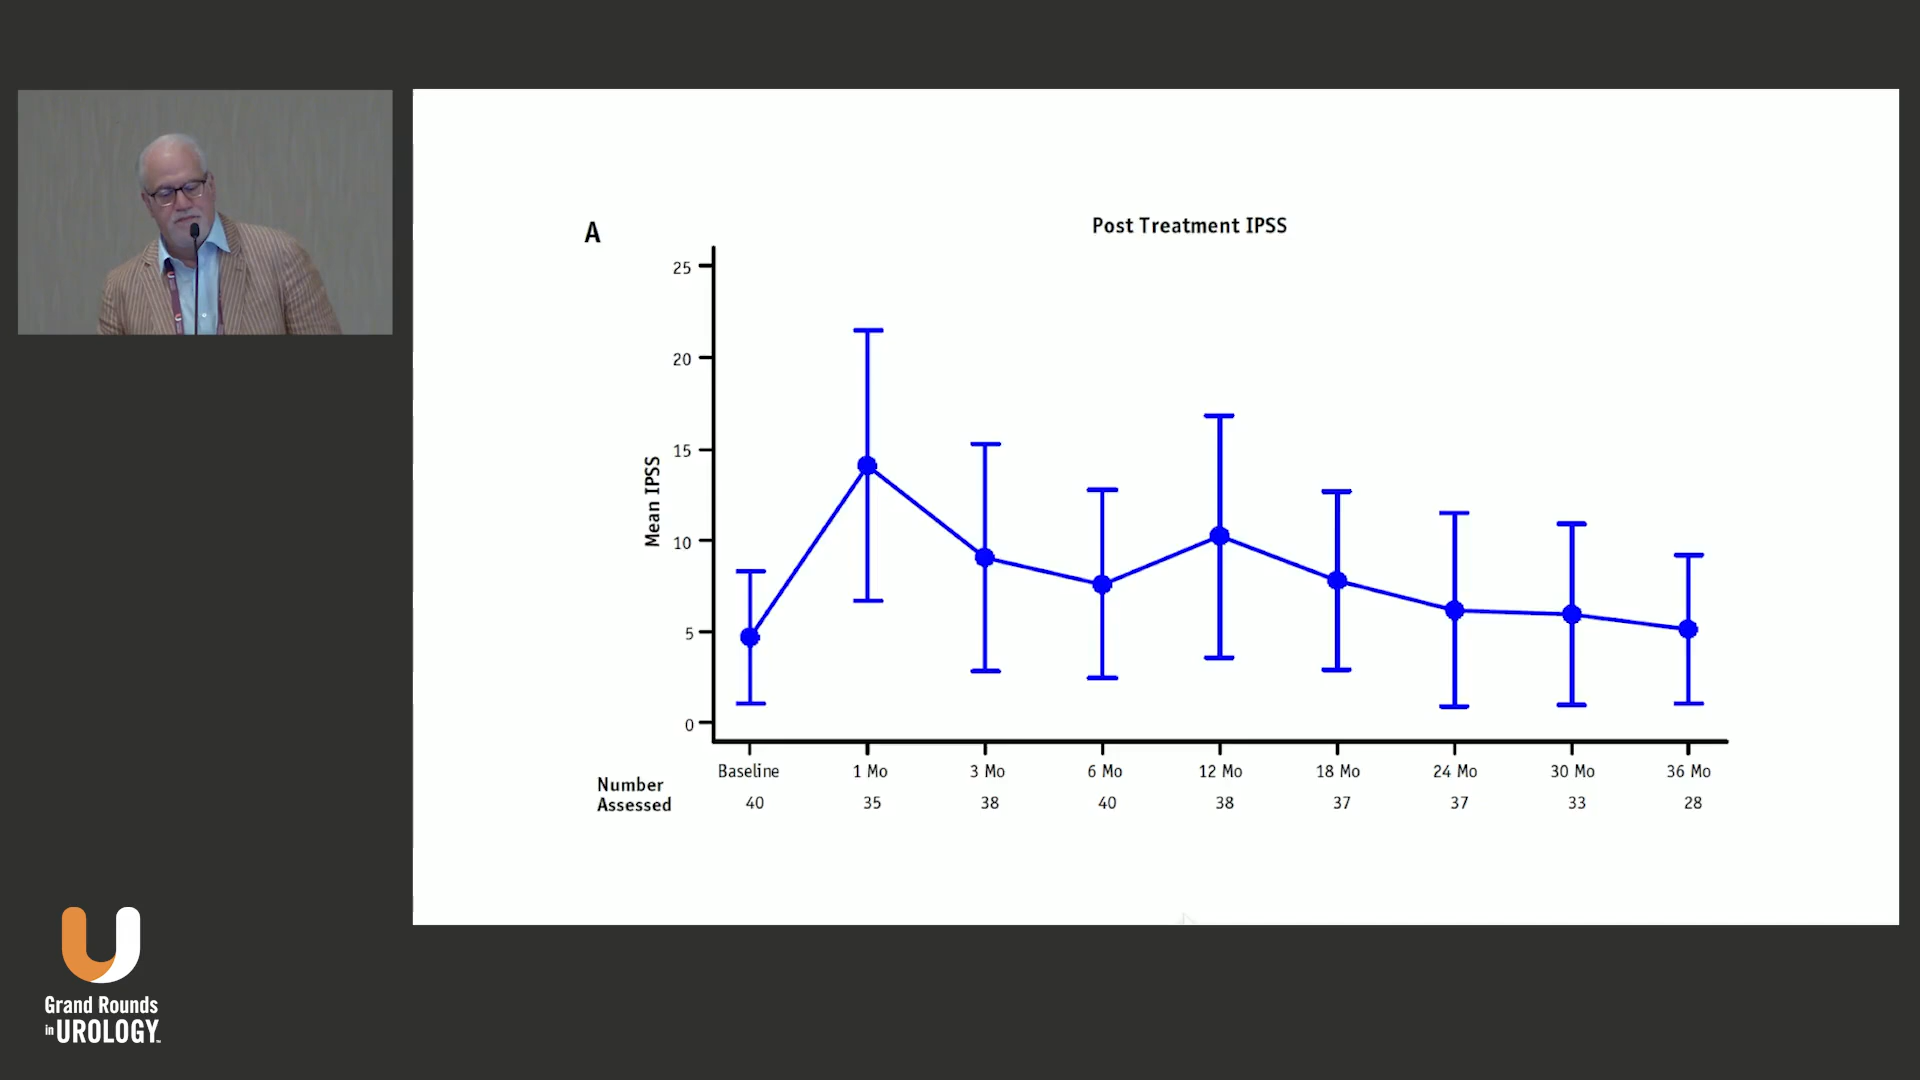 A
Post Treatment IPSS
25
20
15
10
5
0
Mean IPSS
Baseline 1 Mo 3 Mo 6 Mo 12 Mo 18 Mo 24 Mo 30 Mo 36 Mo
Number
Assessed
40 35 38 40 38 37 37 33 28
Grand Rounds
in UROLOGY